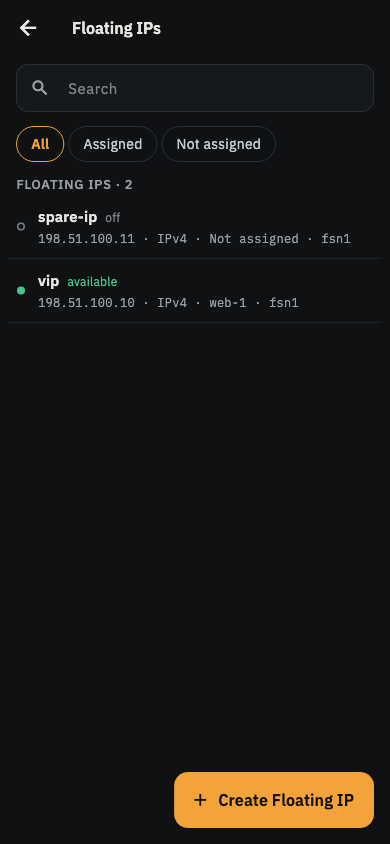 Floating IPs
Search
All
Assigned
Not assigned
FLOATING IPS · 2
spare-ip off
198.51.100.11 · IPv4 · Not assigned · fsn1
vip available
198.51.100.10 · IPv4 · web-1 · fsn1
+ Create Floating IP